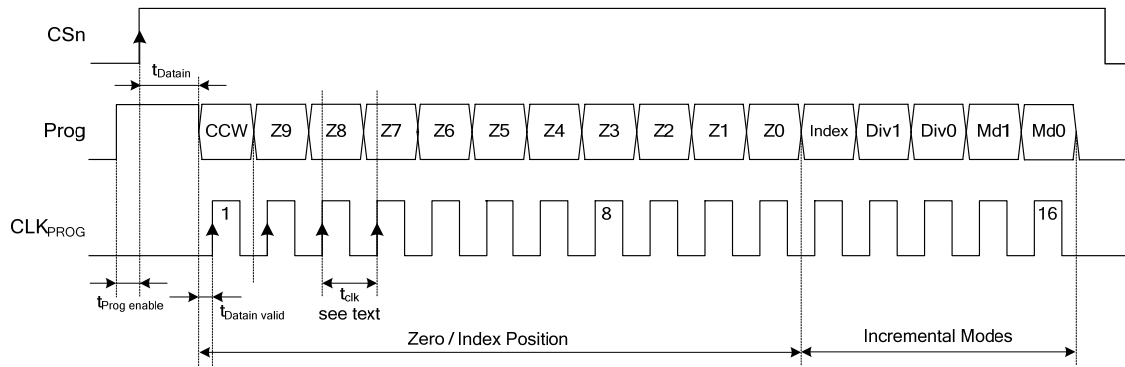 CSn
tDatain
Prog
CCW Z9 Z8 Z7 Z6 Z5 Z4 Z3 Z2 Z1 Z0 Index Div1 Div0 Md1 Md0
CLKPROG
1 8 16
tProg enable
tDatain valid
tclk
see text
Zero / Index Position
Incremental Modes